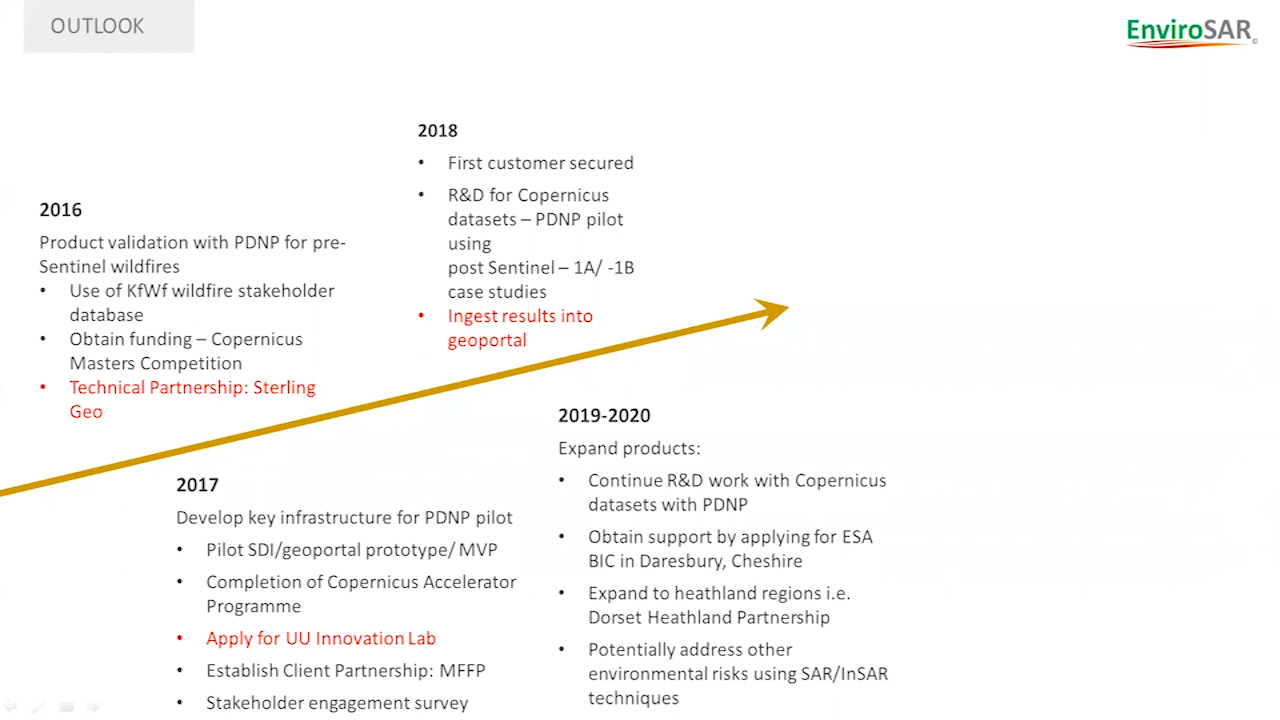 OUTLOOK
EnviroSAR
2016
Product validation with PDNP for pre-
Sentinel wildfires
• Use of KfWf wildfire stakeholder
database
• Obtain funding – Copernicus
Masters Competition
• Technical Partnership: Sterling
Geo
2017
Develop key infrastructure for PDNP pilot
• Pilot SDI/geoportal prototype/ MVP
• Completion of Copernicus Accelerator
Programme
• Apply for UU Innovation Lab
• Establish Client Partnership: MFFP
• Stakeholder engagement survey
2018
• First customer secured
• R&D for Copernicus
datasets – PDNP pilot
using
post Sentinel – 1A/ -1B
case studies
• Ingest results into
geoportal
2019-2020
Expand products:
• Continue R&D work with Copernicus
datasets with PDNP
• Obtain support by applying for ESA
BIC in Daresbury, Cheshire
• Expand to heathland regions i.e.
Dorset Heathland Partnership
• Potentially address other
environmental risks using SAR/InSAR
techniques